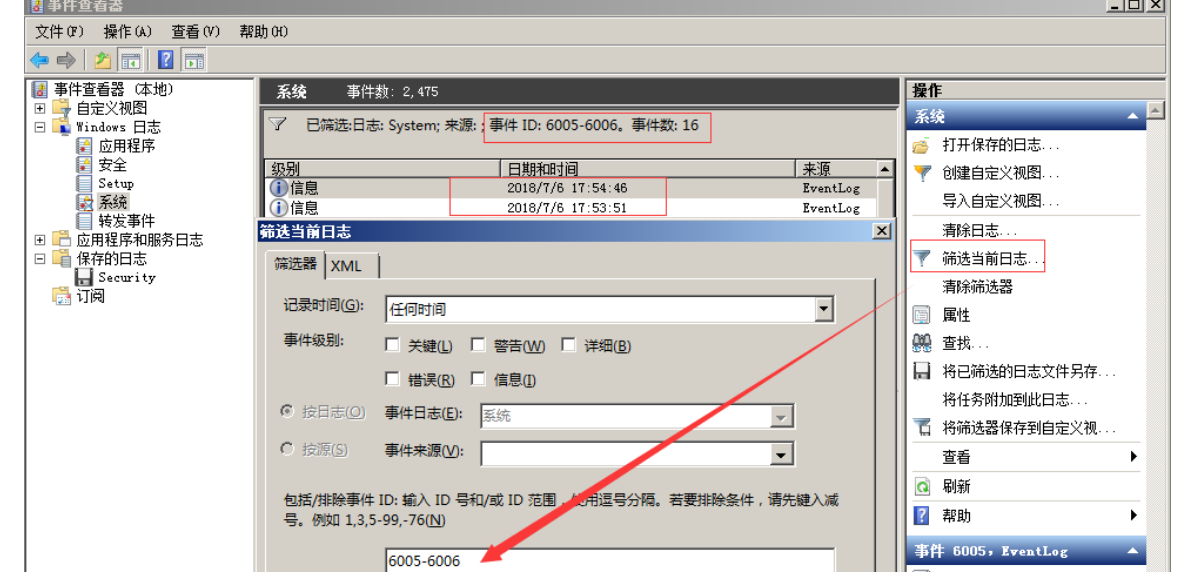 事件查看器
文件(F) 操作(A) 查看(V) 帮助(H)
事件查看器 (本地)
自定义视图
Windows 日志
应用程序
安全
Setup
系统
转发事件
应用程序和服务日志
保存的日志
Security
订阅
系统 事件数: 2,475
已筛选:日志: System; 来源: ; 事件 ID: 6005-6006。事件数: 16
级别 日期和时间 来源
信息 2018/7/6 17:54:46 EventLog
信息 2018/7/6 17:53:51 EventLog
筛选当前日志
筛选器 XML
记录时间(G): 任何时间
事件级别: 关键(L) 警告(W) 详细(B)
错误(R) 信息(I)
按日志(O) 事件日志(E): 系统
按源(S) 事件来源(V):
包括/排除事件 ID: 输入 ID 号和/或 ID 范围，使用逗号分隔。若要排除条件，请先键入减
号。例如 1,3,5-99,-76(N)
6005-6006
操作
系统
打开保存的日志...
创建自定义视图...
导入自定义视图...
清除日志...
筛选当前日志...
清除筛选器
属性
查找...
将已筛选的日志文件另存...
将任务附加到此日志...
将筛选器保存到自定义视...
查看
刷新
帮助
事件 6005，EventLog